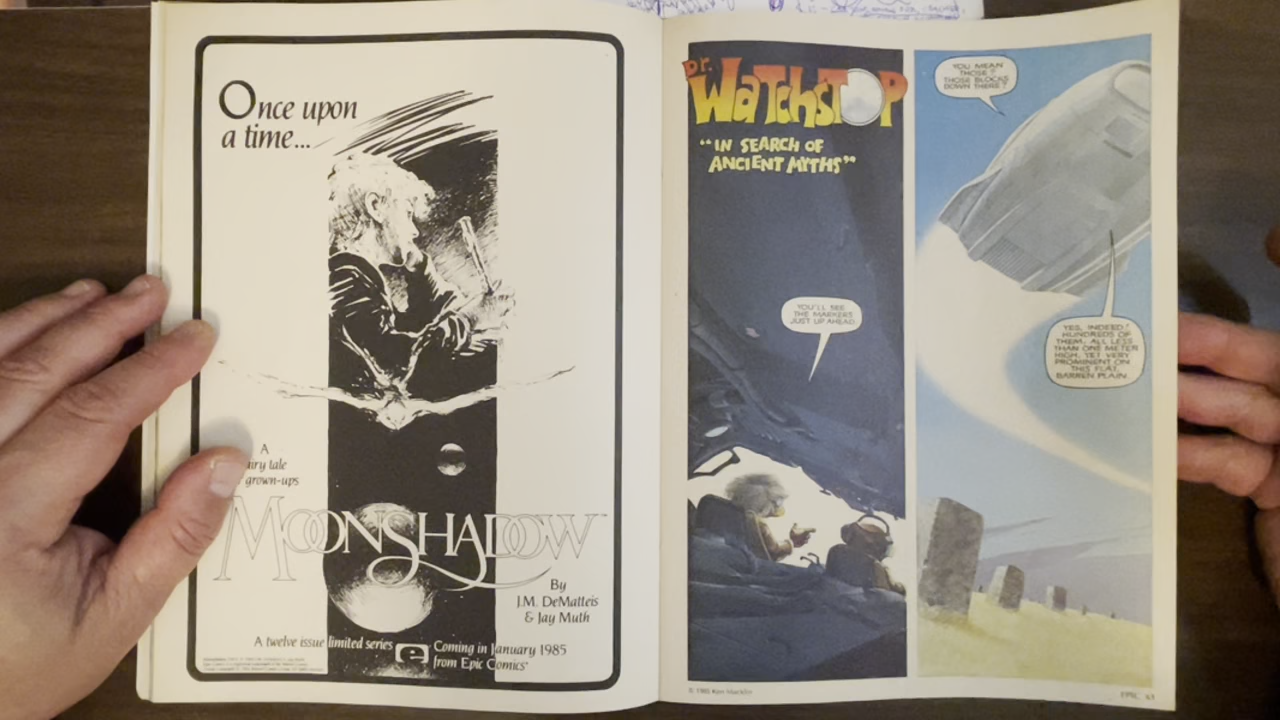 Once upon
a time...
A
airy tale
grown-ups
MOONSHADOW
By
J.M. DeMatteis
& Jay Muth
A twelve issue limited series
e
Coming in January 1985
from Epic Comics
Dr.
WatchstOP
"IN SEARCH OF
ANCIENT MYTHS"
YOU'LL SEE
THE MARKERS
JUST UP AHEAD.
YOU MEAN
THOSE?
THOSE BLOCKS
DOWN THERE?
YES, INDEED!
HUNDREDS OF
THEM. ALL LESS
THAN ONE METER
HIGH, YET VERY
PROMINENT ON
THIS FLAT,
BARREN PLAIN.
Ken Macklin
EPIC